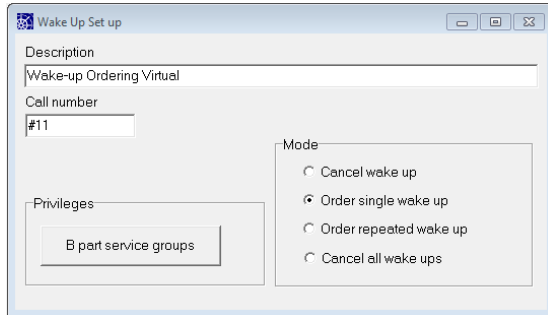 Wake Up Set up
Description
Wake-up Ordering Virtual
Call number
#11
Mode
Cancel wake up
Order single wake up
Order repeated wake up
Cancel all wake ups
Privileges
B part service groups